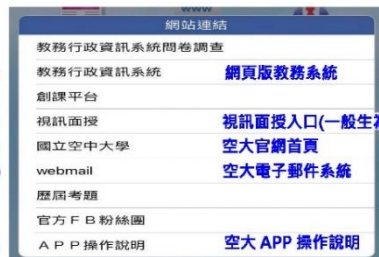 www
網站連結
教務行政資訊系統問卷調查
教務行政資訊系統 網頁版教務系統
創課平台
視訊面授 視訊面授入口(一般生
國立空中大學 空大官網首頁
webmail 空大電子郵件系統
歷屆考題
官方ＦＢ粉絲團
ＡＰＰ操作說明 空大 APP 操作說明